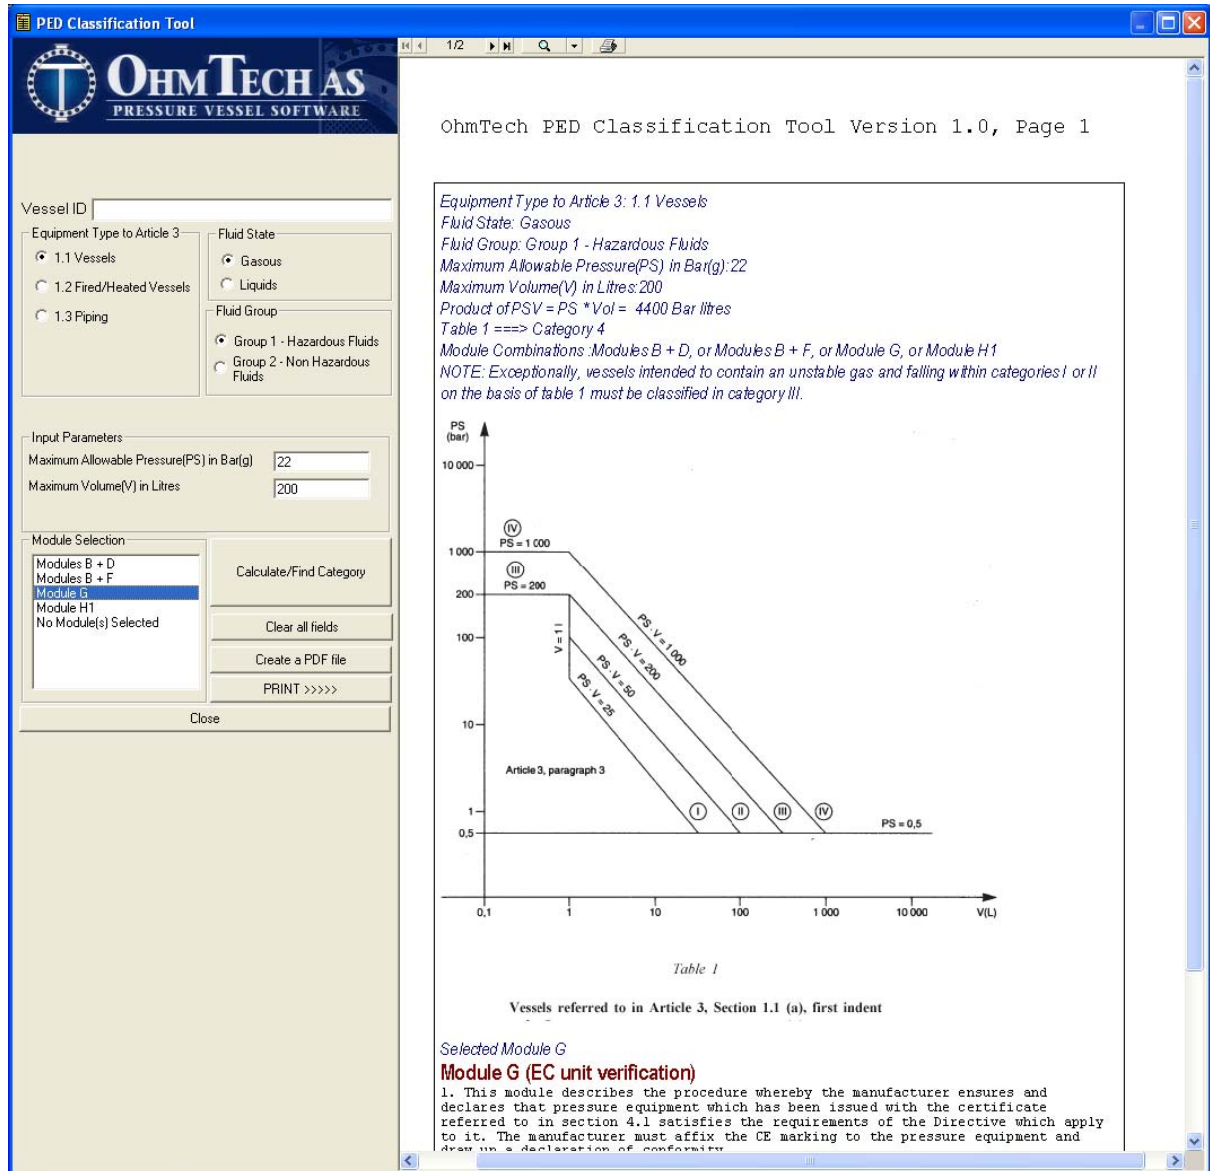 PED Classification Tool
OHMTECH AS
PRESSURE VESSEL SOFTWARE
Vessel ID
Equipment Type to Article 3
1.1 Vessels
1.2 Fired/Heated Vessels
1.3 Piping
Fluid State
Gasous
Liquids
Fluid Group
Group 1 - Hazardous Fluids
Group 2 - Non Hazardous
Fluids
Input Parameters
Maximum Allowable Pressure(PS) in Bar(g) 22
Maximum Volume(V) in Litres 200
Module Selection
Modules B + D
Modules B + F
Module G
Module H1
No Module(s) Selected
Calculate/Find Category
Clear all fields
Create a PDF file
PRINT >>>>>
Close
1/2
OhmTech PED Classification Tool Version 1.0, Page 1
Equipment Type to Article 3: 1.1 Vessels
Fluid State: Gasous
Fluid Group: Group 1 - Hazardous Fluids
Maximum Allowable Pressure(PS) in Bar(g):22
Maximum Volume(V) in Litres:200
Product of PSV = PS * Vol = 4400 Bar litres
Table 1 ===> Category 4
Module Combinations :Modules B + D, or Modules B + F, or Module G, or Module H1
NOTE: Exceptionally, vessels intended to contain an unstable gas and falling within categories I or II
on the basis of table 1 must be classified in category III.
PS
(bar)
10 000
IV
PS = 1 000
1 000
III
PS = 200
200
100
V = 1 l
PS · V = 1 000
PS · V = 200
PS · V = 50
PS · V = 25
10
Article 3, paragraph 3
1
I II III IV
PS = 0,5
0,5
0,1 1 10 100 1 000 10 000 V(L)
Table 1
Vessels referred to in Article 3, Section 1.1 (a), first indent
Selected Module G
Module G (EC unit verification)
1. This module describes the procedure whereby the manufacturer ensures and
declares that pressure equipment which has been issued with the certificate
referred to in section 4.1 satisfies the requirements of the Directive which apply
to it. The manufacturer must affix the CE marking to the pressure equipment and
draw up a declaration of conformity.